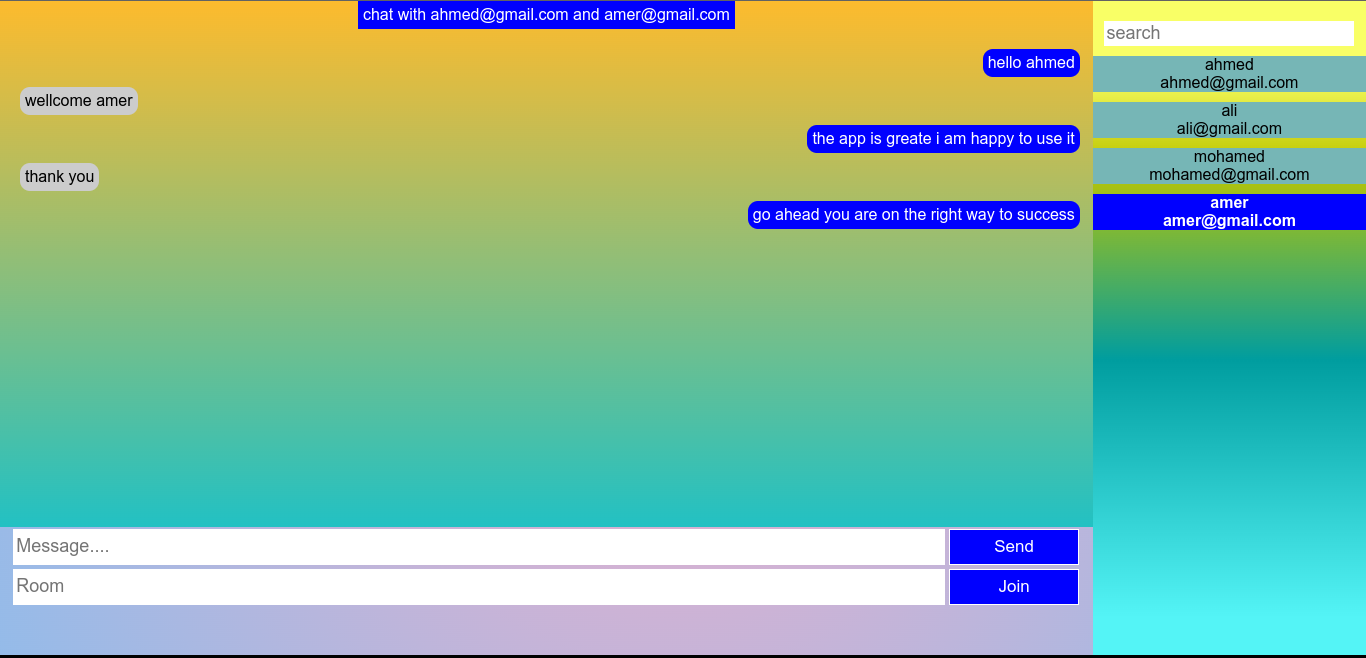 chat with ahmed@gmail.com and amer@gmail.com
hello ahmed
wellcome amer
the app is greate i am happy to use it
thank you
go ahead you are on the right way to success
Message....
Send
Room
Join
search
ahmed
ahmed@gmail.com
ali
ali@gmail.com
mohamed
mohamed@gmail.com
amer
amer@gmail.com